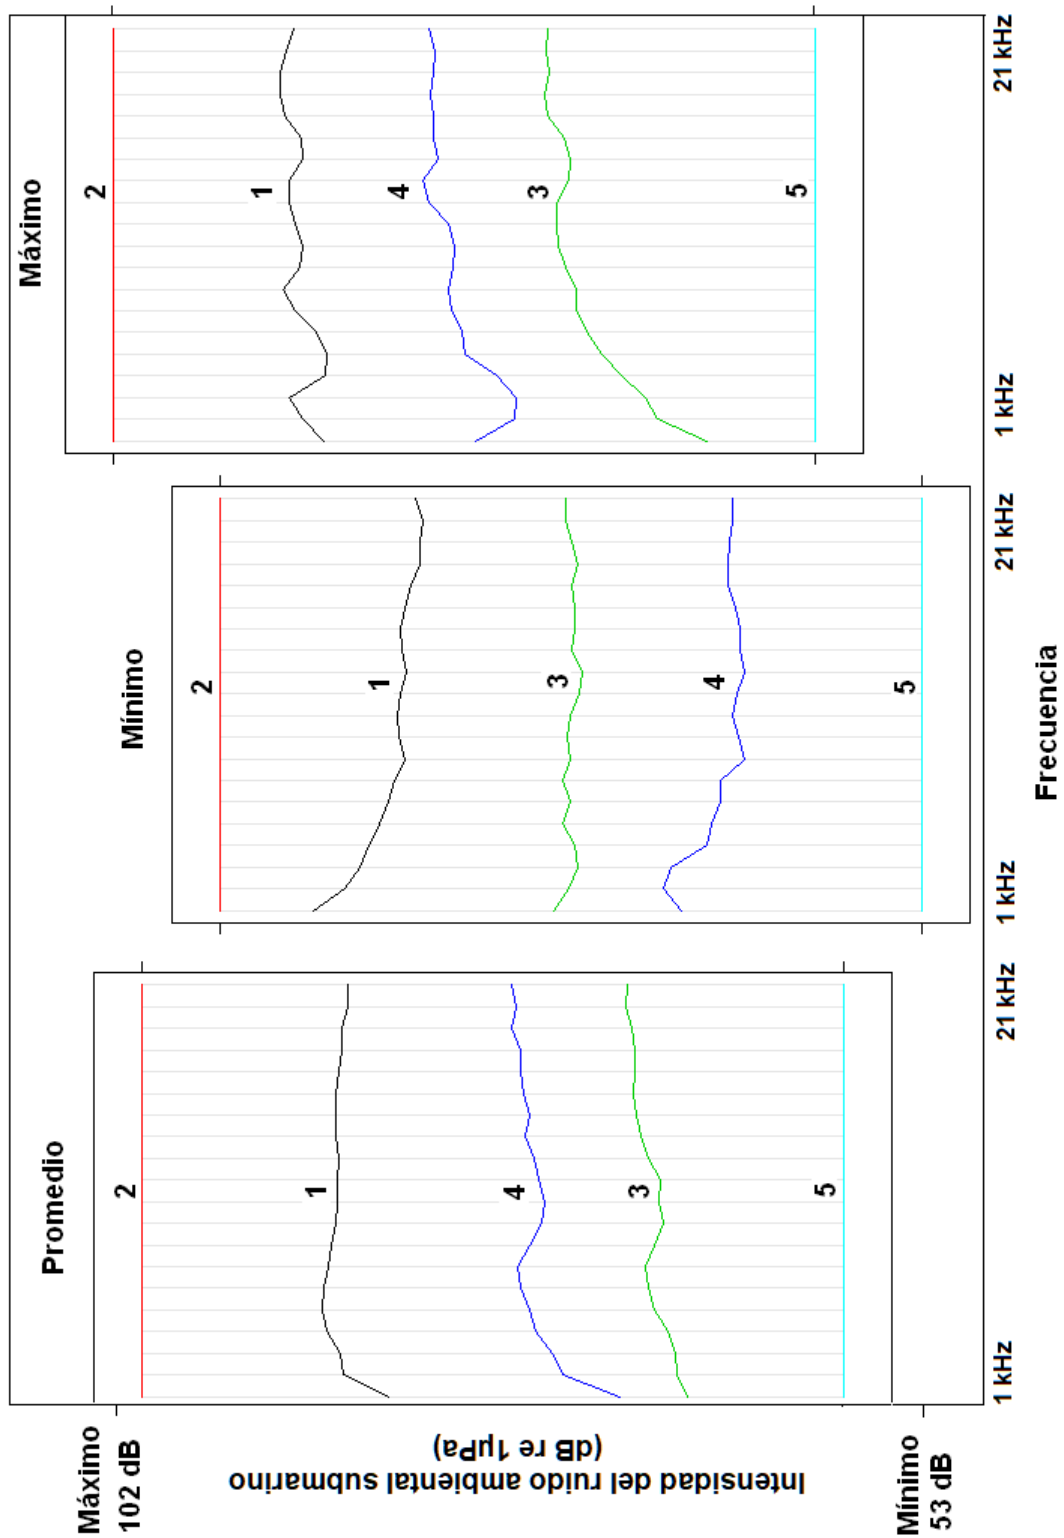 Promedio
Mínimo
Máximo
Máximo
102 dB
Intensidad del ruido ambiental submarino
(dB re 1µPa)
Mínimo
53 dB
2
1
4
3
5
2
1
3
4
5
2
1
4
3
5
1 kHz
21 kHz
1 kHz
21 kHz
1 kHz
21 kHz
Frecuencia